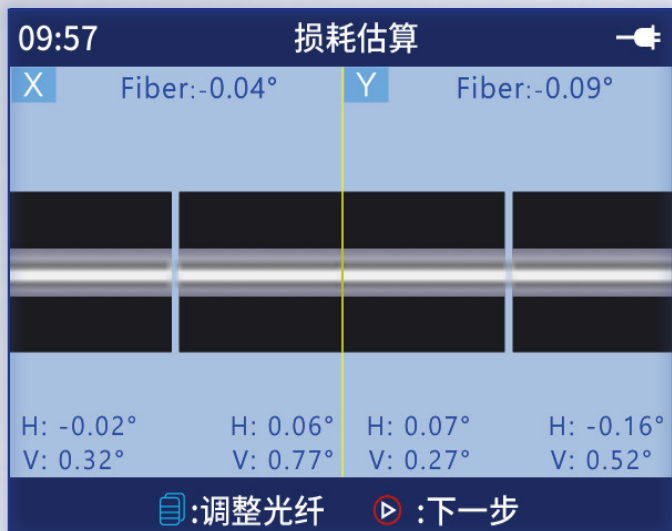 09:57 损耗估算
X Fiber:-0.04° Y Fiber:-0.09°
H: -0.02° H: 0.06° H: 0.07° H: -0.16°
V: 0.32° V: 0.77° V: 0.27° V: 0.52°
:调整光纤 :下一步